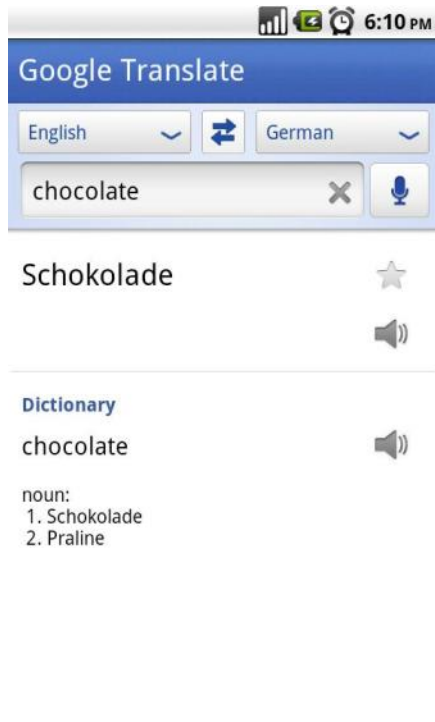 6:10 PM
Google Translate
English German
chocolate
Schokolade
Dictionary
chocolate
noun:
1. Schokolade
2. Praline